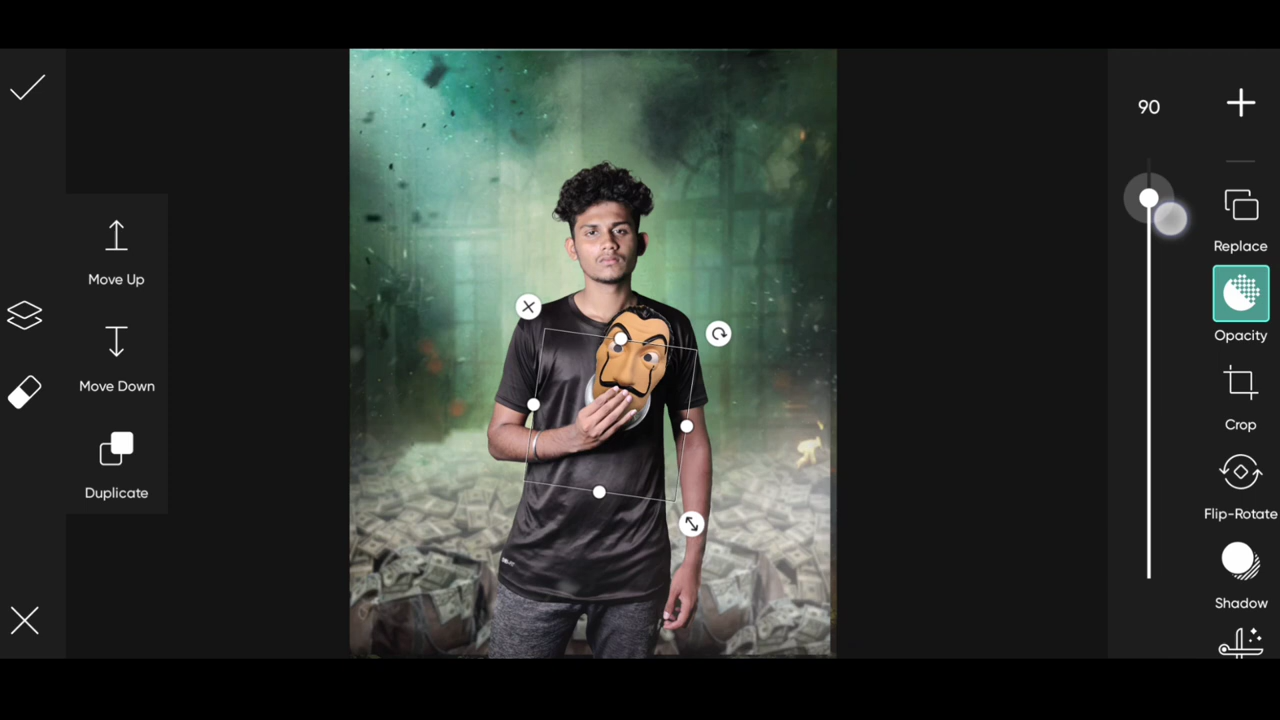 90
Replace
Opacity
Crop
Flip-Rotate
Shadow
Move Up
Move Down
Duplicate